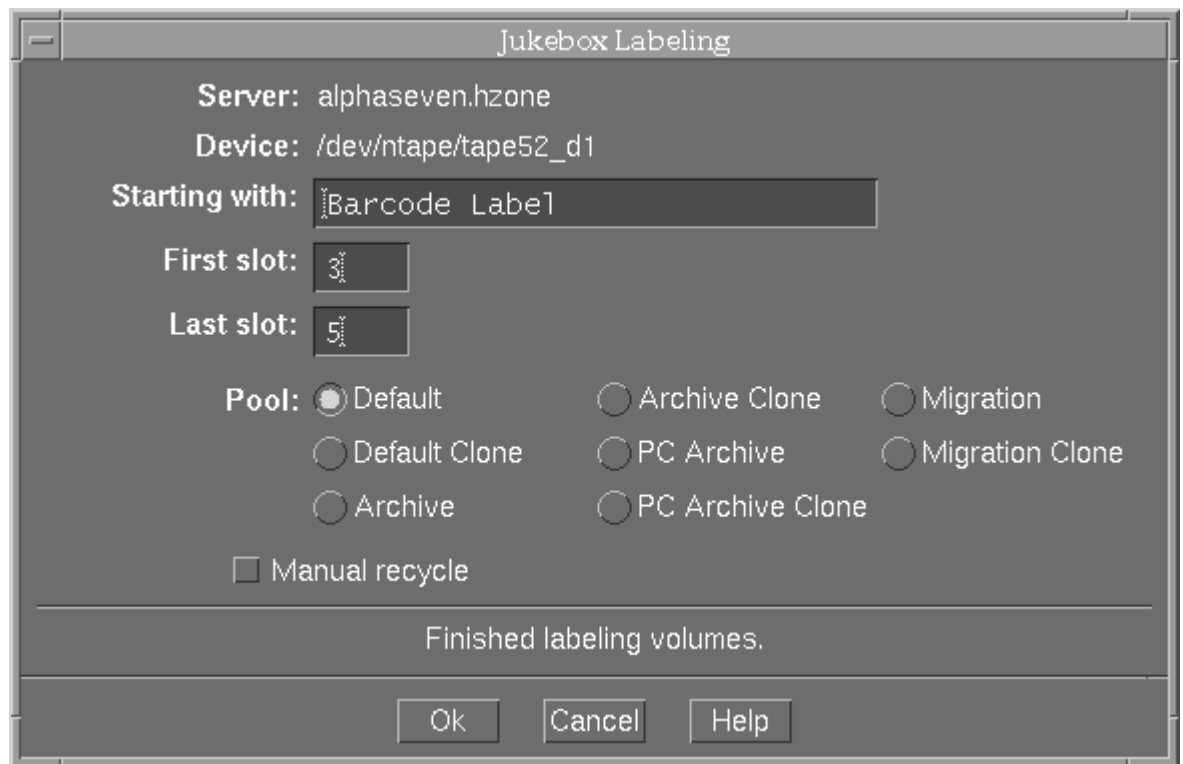 Jukebox Labeling
Server: alphaseven.hzone
Device: /dev/ntape/tape52_d1
Starting with: Barcode Label
First slot: 3
Last slot: 5
Pool: Default Archive Clone Migration
Default Clone PC Archive Migration Clone
Archive PC Archive Clone
Manual recycle
Finished labeling volumes.
Ok Cancel Help